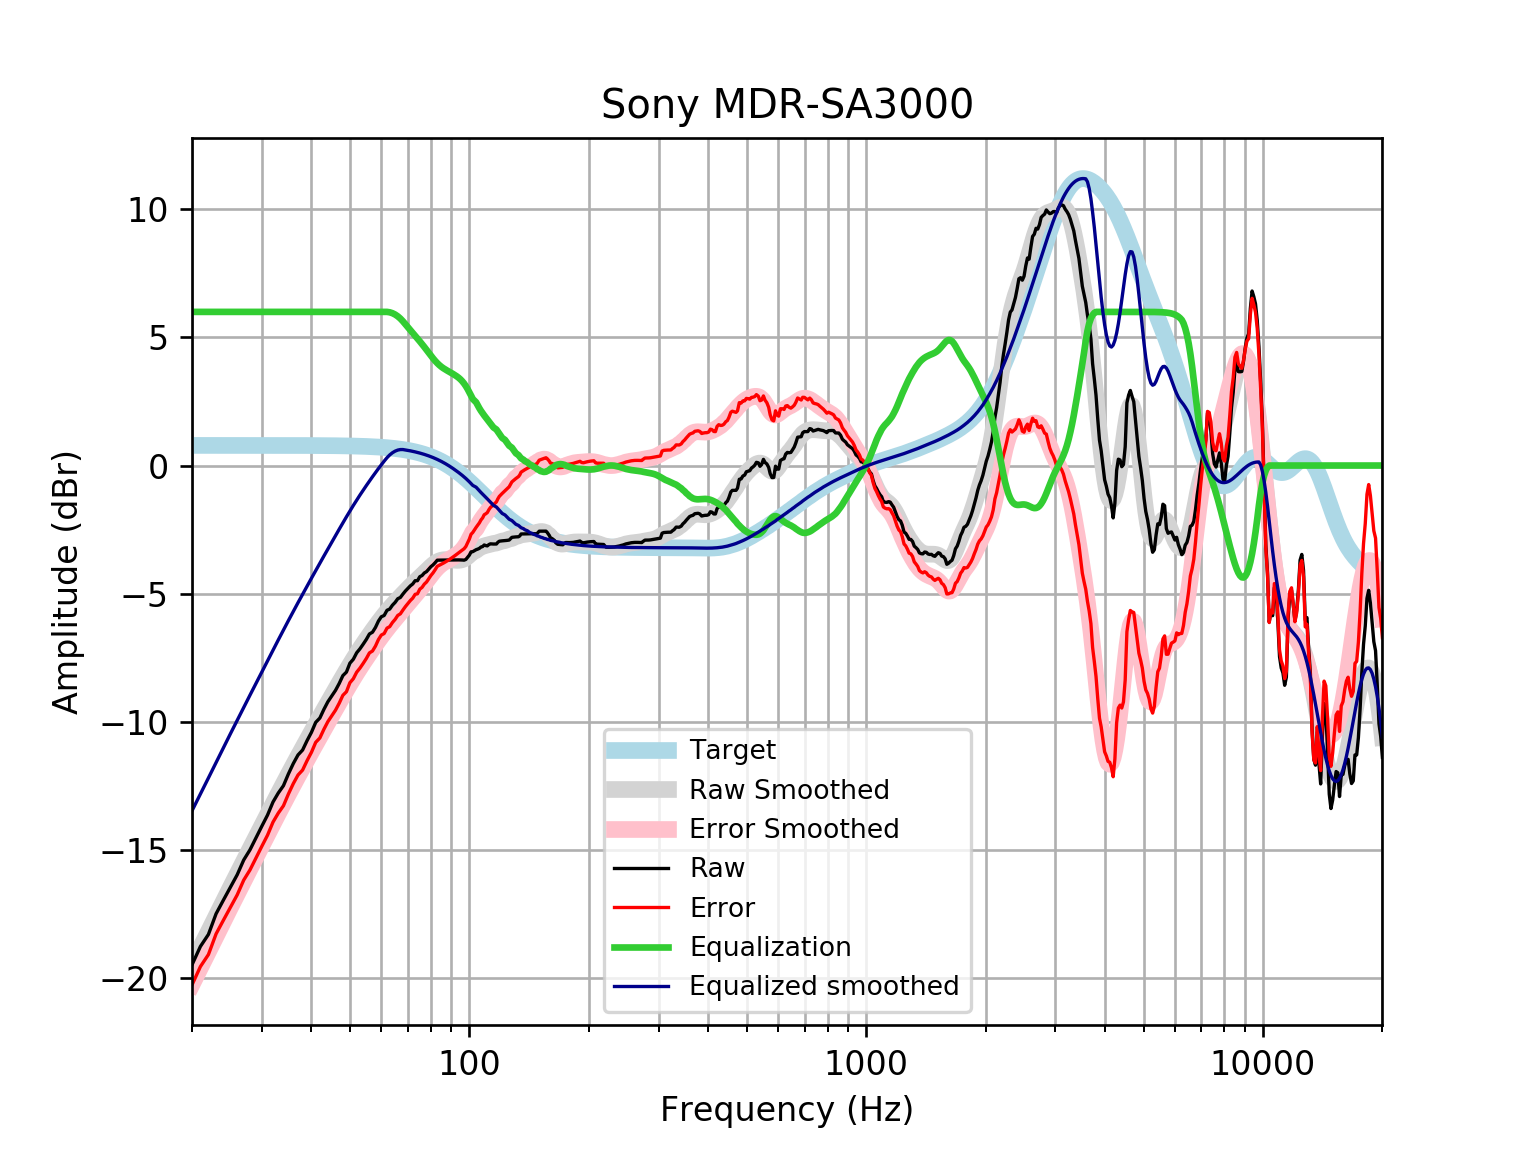 Sony MDR-SA3000
10
5
0
−5
−10
−15
−20
Amplitude (dBr)
Target
Raw Smoothed
Error Smoothed
Raw
Error
Equalization
Equalized smoothed
100
1000
10000
Frequency (Hz)